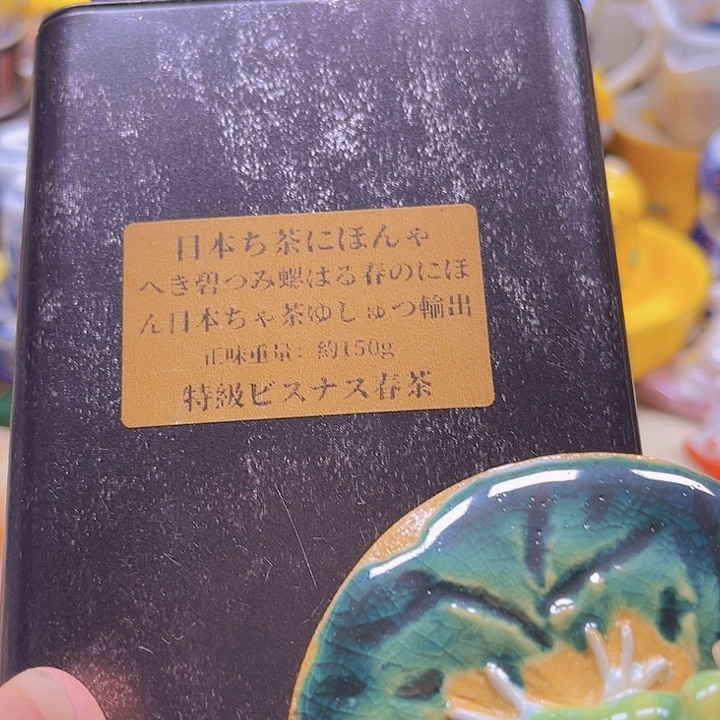 日本ち茶にほんゃ
へき碧つみ螺はる春のにほ
ん日本ちゃ茶ゆしゅつ輸出
正味重量：約150g
特級ビスナス春茶